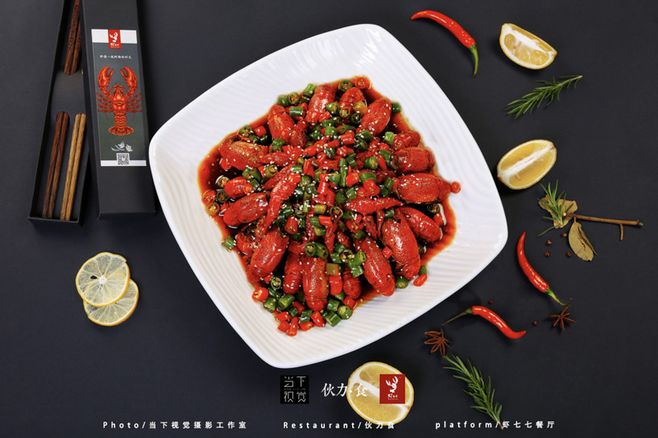 当下
视觉
伙力·食
Photo/当下视觉摄影工作室
Restaurant/伙力食
platform/虾七七餐厅